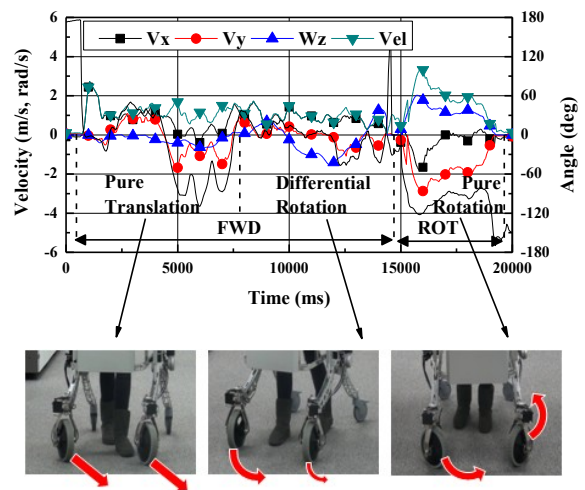 Vx Vy Wz Vel
Velocity (m/s, rad/s)
6
4
2
0
-2
-4
-6
180
120
60
0
-60
-120
-180
Angle (deg)
Pure
Translation
Differential
Rotation
Pure
Rotation
FWD
ROT
0 5000 10000 15000 20000
Time (ms)